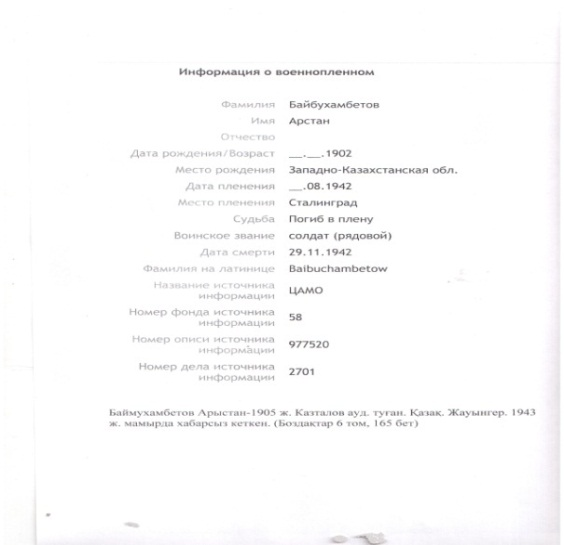 Информация о военнопленном
Фамилия Байбухамбетов
Имя Арстан
Отчество
Дата рождения/Возраст __.__.1902
Место рождения Западно-Казахстанская обл.
Дата пленения __.08.1942
Место пленения Сталинград
Судьба Погиб в плену
Воинское звание солдат (рядовой)
Дата смерти 29.11.1942
Фамилия на латинице Baibuchambetow
Название источника
информации ЦАМО
Номер фонда источника
информации 58
Номер описи источника
информации 977520
Номер дела источника
информации 2701
Баймухамбетов Арыстан-1905 ж. Казталов ауд. туған. Қазақ. Жауынгер. 1943
ж. мамырда хабарсыз кеткен. (Боздактар 6 том, 165 бет)